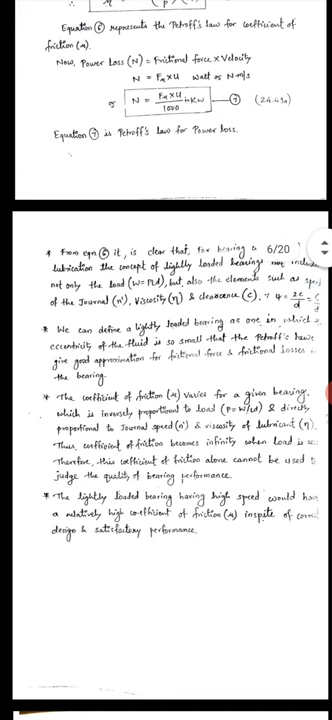 Equation ⑥ represents the Petroff's law for coefficient of
friction (μ).
Now, Power Loss (N) = Frictional force × Velocity
N = Fμ × U watt or N-m/s
or N = Fμ × U / 1000 in kW — ⑦ (24.43a)
Equation ⑦ is Petroff's law for Power loss.
* From eqn ⑥ it, is clear that, For bearing &
6/20
lubrication the concept of lightly loaded bearings not
not only the load (W=PLd), but also the elements such as
of the Journal (n'), Viscosity (η) & clearence (C). ∵ ψ = 2C/d =
* We can define a lightly loaded bearing as one in which
eccentricity of the fluid is so small that the Petroff's laws
give good approximation for frictional force & frictional losses
the bearing.
* The coefficient of friction (μ) varies for a given bearing.
which is inversely proportional to load (P = W/Ld) & directly
proportional to Journal speed (n') & viscosity of lubricant (η).
Thus, coefficient of friction becomes infinity when load is
Therefore, this coefficient of friction alone cannot be used
judge the quality of bearing performance.
* The lightly loaded bearing having high speed would
a relatively high co-efficient of friction (μ) inspite of
design & satisfactory performance.